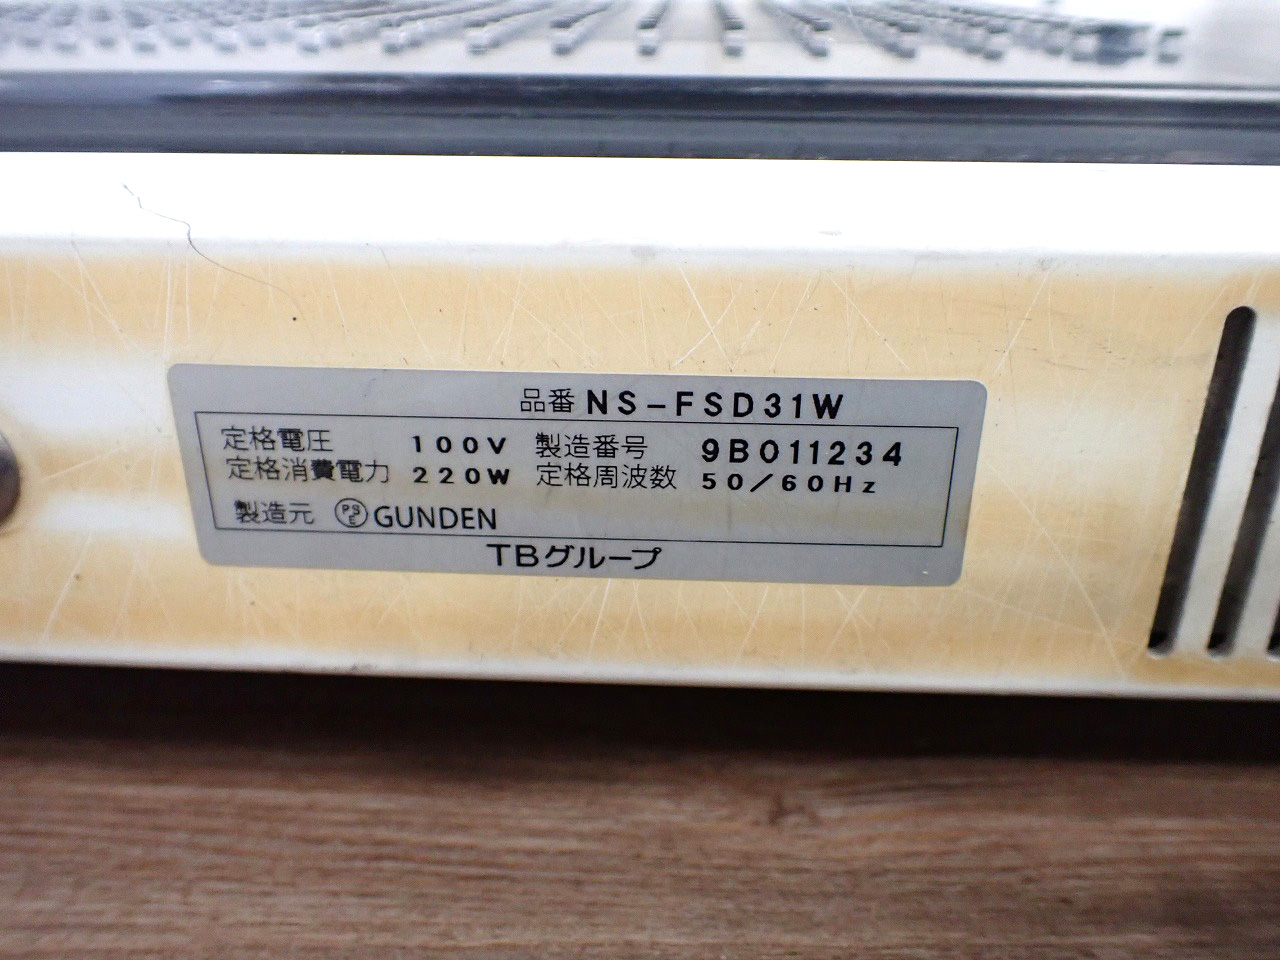 品番 NS-FSD31W
定格電圧 100V 製造番号 9B011234
定格消費電力 220W 定格周波数 50/60Hz
製造元 PSE GUNDEN
TBグループ